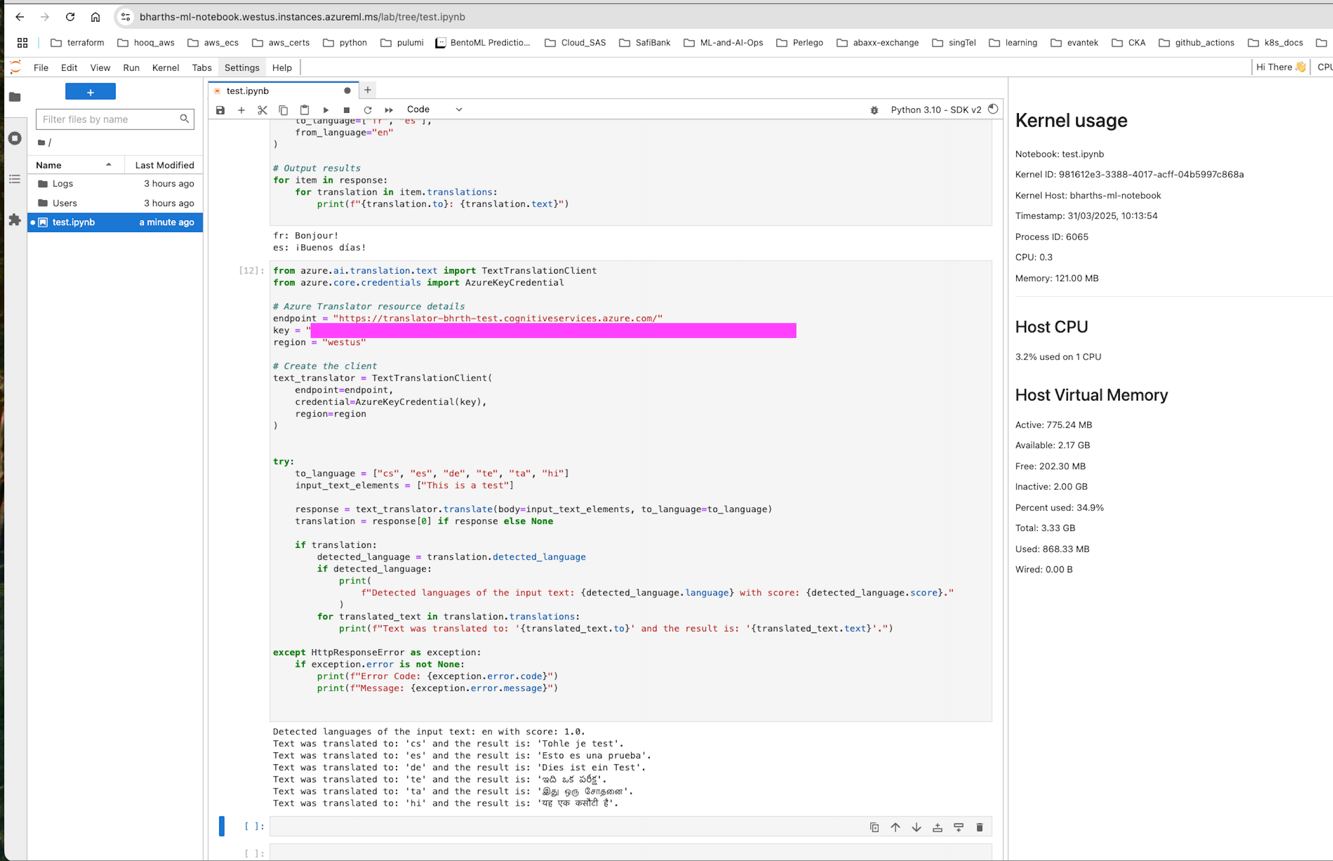 bharths-ml-notebook.westus.instances.azureml.ms/lab/tree/test.ipynb
terraform hooq_aws aws_ecs aws_certs python pulumi BentoML Predictio... Cloud_SAS SafiBank ML-and-AI-Ops Perlego abaxx-exchange singTel learning evantek CKA github_actions k8s_docs
File Edit View Run Kernel Tabs Settings Help
Hi There 👋 CPU
+
Filter files by name
/
Name Last Modified
Logs 3 hours ago
Users 3 hours ago
test.ipynb a minute ago
test.ipynb
Code
Python 3.10 - SDK v2
to_language=["fr", "es"],
from_language="en"
)
# Output results
for item in response:
for translation in item.translations:
print(f"{translation.to}: {translation.text}")
fr: Bonjour!
es: ¡Buenos días!
[12]:
from azure.ai.translation.text import TextTranslationClient
from azure.core.credentials import AzureKeyCredential
# Azure Translator resource details
endpoint = "https://translator-bhrth-test.cognitiveservices.azure.com/"
key = "
region = "westus"
# Create the client
text_translator = TextTranslationClient(
endpoint=endpoint,
credential=AzureKeyCredential(key),
region=region
)
try:
to_language = ["cs", "es", "de", "te", "ta", "hi"]
input_text_elements = ["This is a test"]
response = text_translator.translate(body=input_text_elements, to_language=to_language)
translation = response[0] if response else None
if translation:
detected_language = translation.detected_language
if detected_language:
print(
f"Detected languages of the input text: {detected_language.language} with score: {detected_language.score}."
)
for translated_text in translation.translations:
print(f"Text was translated to: '{translated_text.to}' and the result is: '{translated_text.text}'.")
except HttpResponseError as exception:
if exception.error is not None:
print(f"Error Code: {exception.error.code}")
print(f"Message: {exception.error.message}")
Detected languages of the input text: en with score: 1.0.
Text was translated to: 'cs' and the result is: 'Tohle je test'.
Text was translated to: 'es' and the result is: 'Esto es una prueba'.
Text was translated to: 'de' and the result is: 'Dies ist ein Test'.
Text was translated to: 'te' and the result is: 'ఇది ఒక పరీక్ష'.
Text was translated to: 'ta' and the result is: 'இது ஒரு சோதனை'.
Text was translated to: 'hi' and the result is: 'यह एक कसौटी है'.
[ ]:
[ ]:
Kernel usage
Notebook: test.ipynb
Kernel ID: 981612e3-3388-4017-acff-04b5997c868a
Kernel Host: bharths-ml-notebook
Timestamp: 31/03/2025, 10:13:54
Process ID: 6065
CPU: 0.3
Memory: 121.00 MB
Host CPU
3.2% used on 1 CPU
Host Virtual Memory
Active: 775.24 MB
Available: 2.17 GB
Free: 202.30 MB
Inactive: 2.00 GB
Percent used: 34.9%
Total: 3.33 GB
Used: 868.33 MB
Wired: 0.00 B